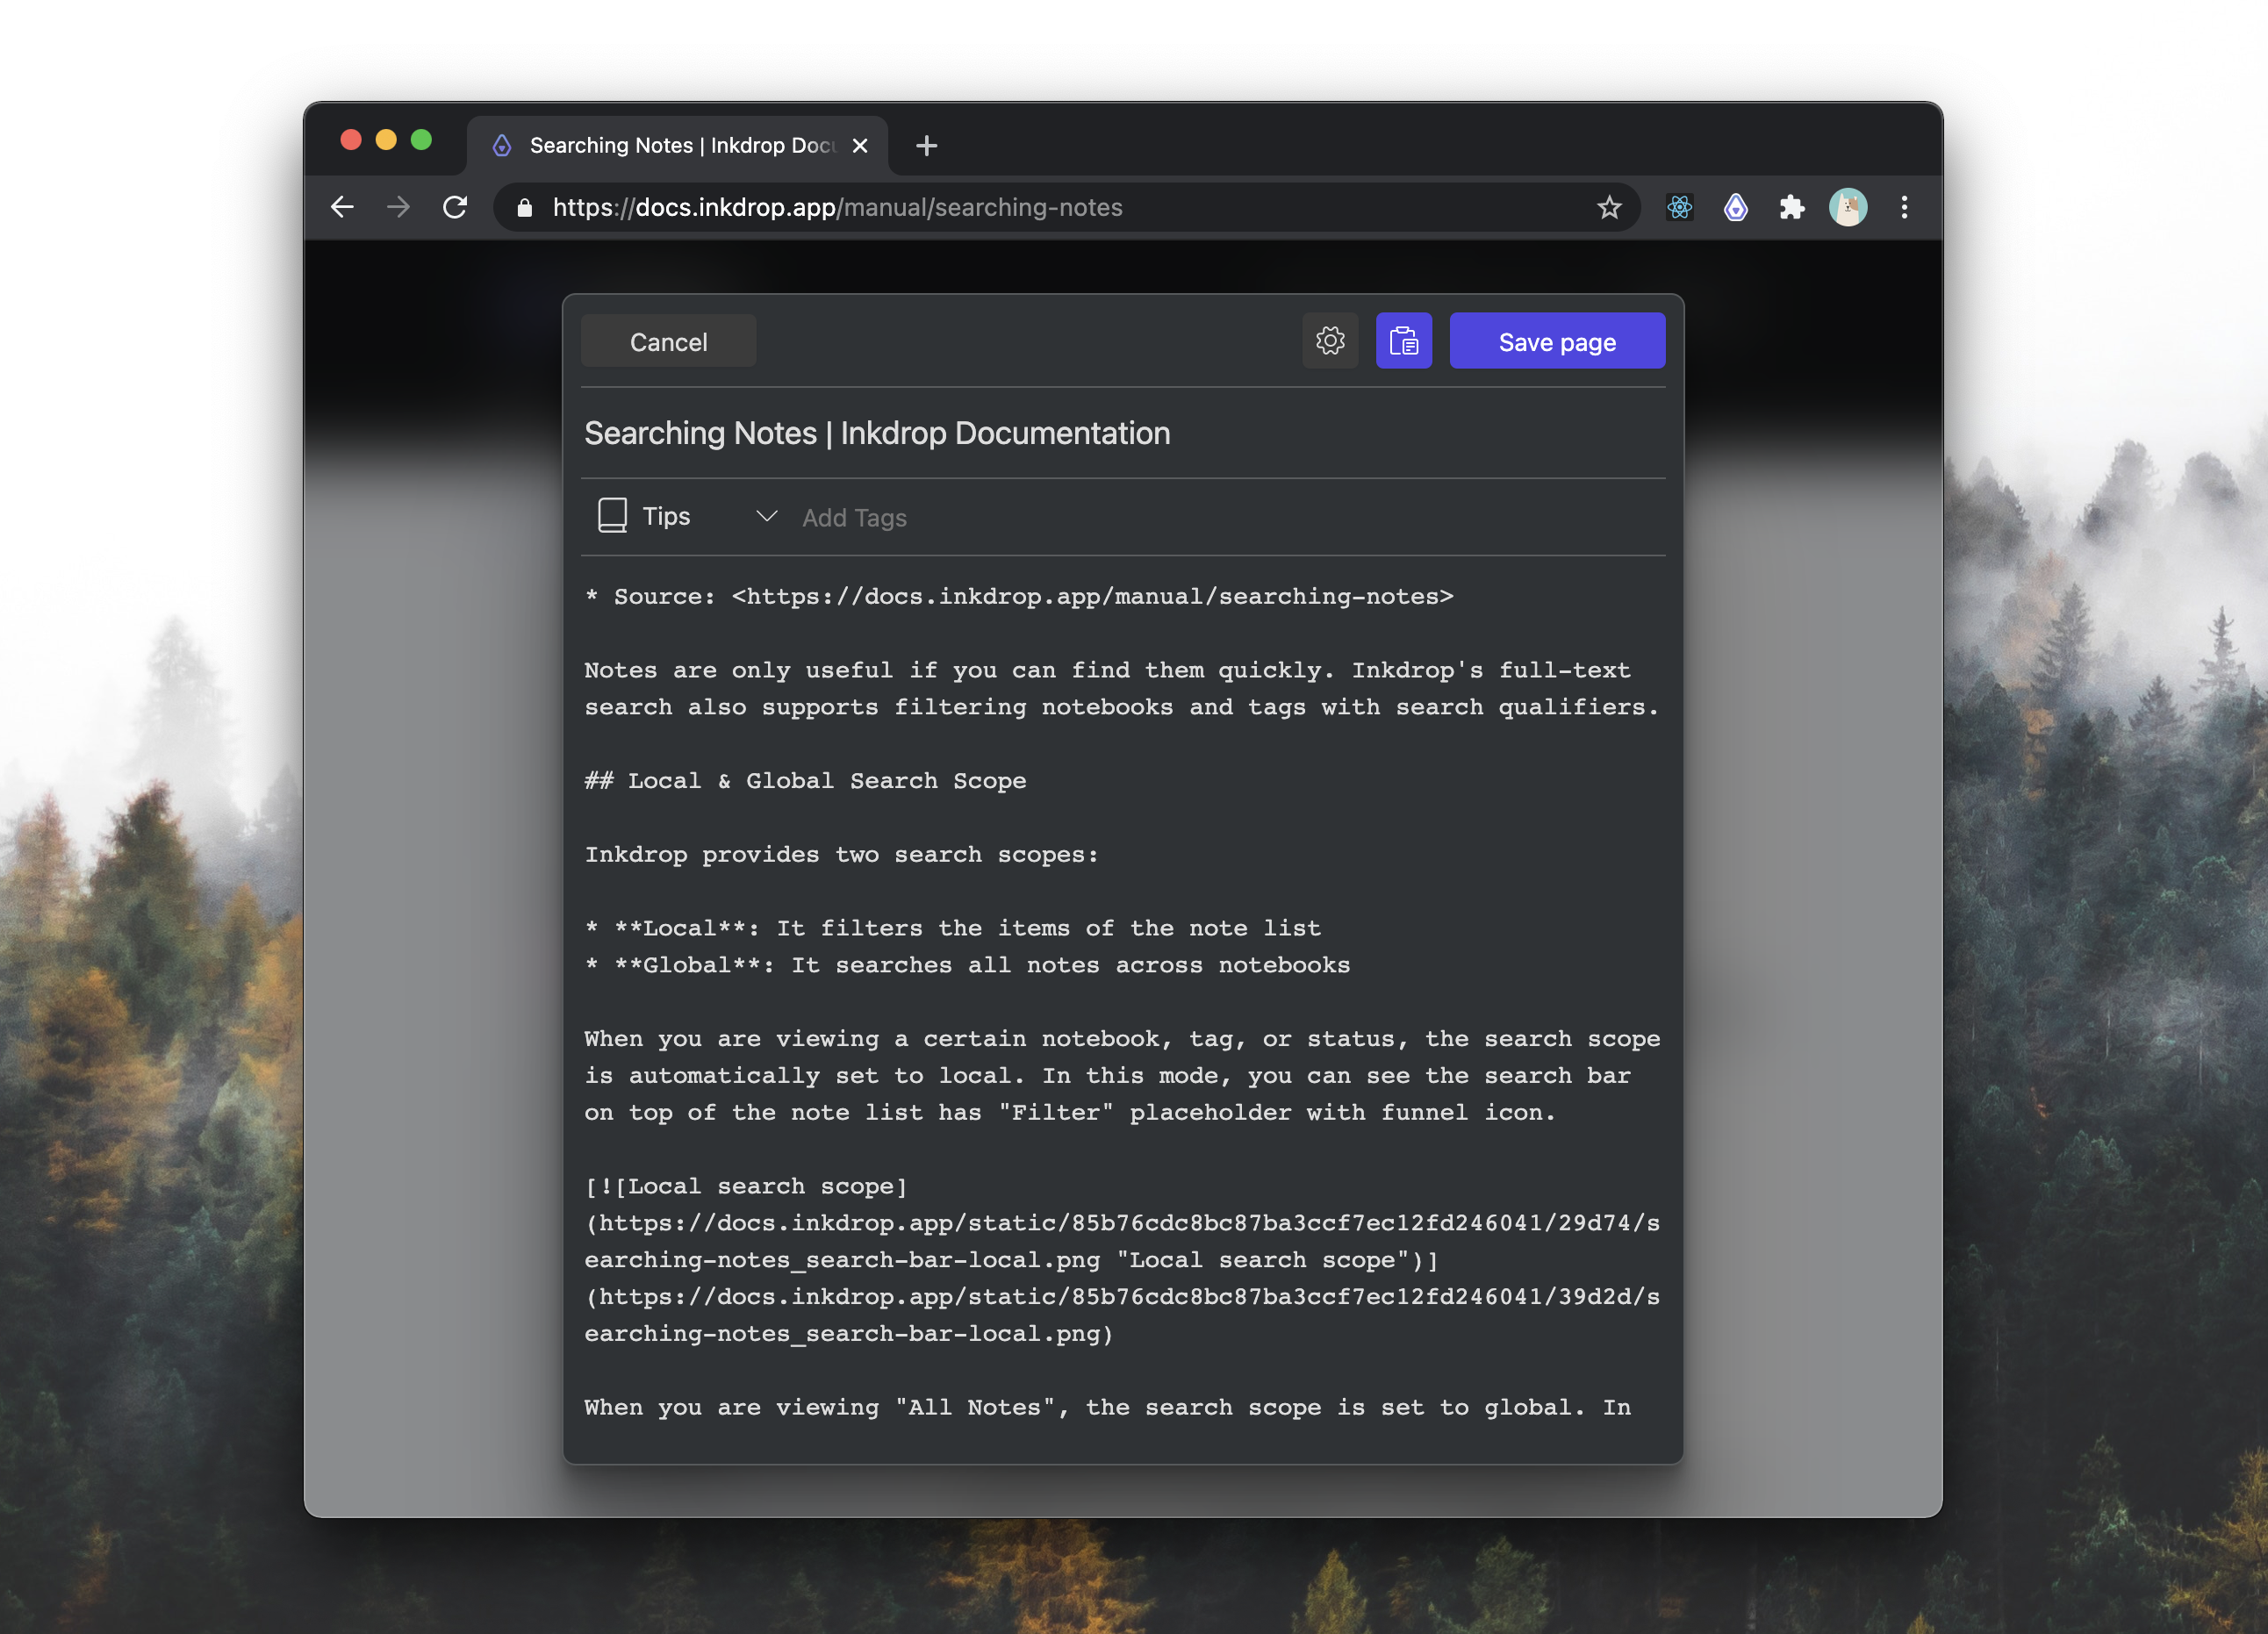 Searching Notes | Inkdrop Docu
https://docs.inkdrop.app/manual/searching-notes
Cancel
Save page
Searching Notes | Inkdrop Documentation
Tips
Add Tags
* Source: <https://docs.inkdrop.app/manual/searching-notes>
Notes are only useful if you can find them quickly. Inkdrop's full-text
search also supports filtering notebooks and tags with search qualifiers.
## Local & Global Search Scope
Inkdrop provides two search scopes:
* **Local**: It filters the items of the note list
* **Global**: It searches all notes across notebooks
When you are viewing a certain notebook, tag, or status, the search scope
is automatically set to local. In this mode, you can see the search bar
on top of the note list has "Filter" placeholder with funnel icon.
[![Local search scope]
(https://docs.inkdrop.app/static/85b76cdc8bc87ba3ccf7ec12fd246041/29d74/s
earching-notes_search-bar-local.png "Local search scope")]
(https://docs.inkdrop.app/static/85b76cdc8bc87ba3ccf7ec12fd246041/39d2d/s
earching-notes_search-bar-local.png)
When you are viewing "All Notes", the search scope is set to global. In